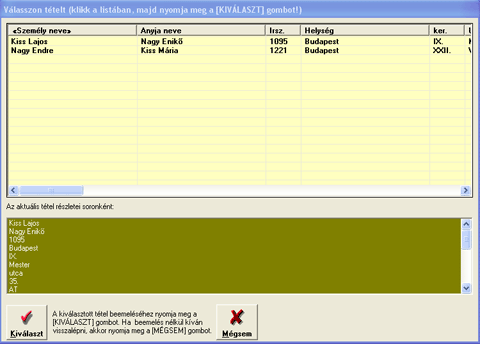 Válasszon tételt (klikk a listában, majd nyomja meg a [KIVÁLASZT] gombot!)
«Személy neve» Anyja neve Irsz. Helység ker.
Kiss Lajos Nagy Enikő 1095 Budapest IX.
Nagy Endre Kiss Mária 1221 Budapest XXII.
Az aktuális tétel részletei soronként:
Kiss Lajos
Nagy Enikő
1095
Budapest
IX.
Mester
utca
35.
AT
A kiválasztott tétel beemeléséhez nyomja meg a
[KIVÁLASZT] gombot. Ha beemelés nélkül kíván
visszalépni, akkor nyomja meg a [MÉGSEM] gombot.
Kiválaszt
Mégsem